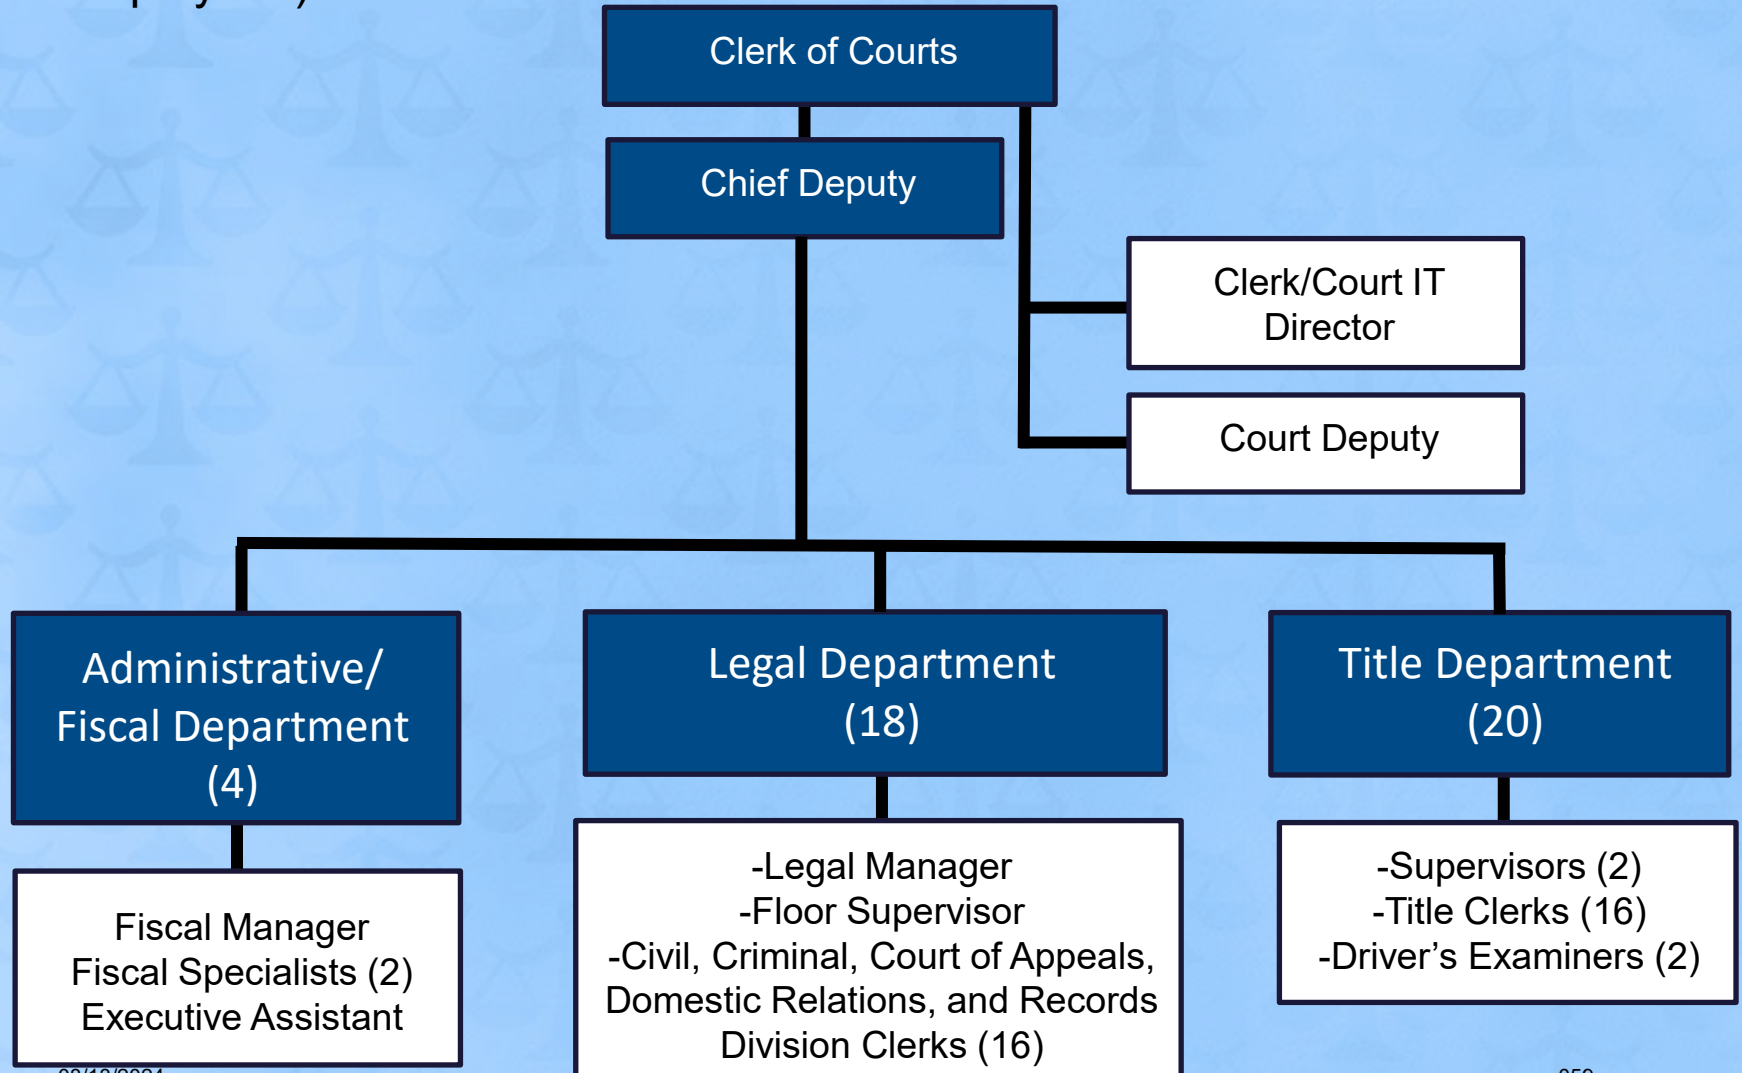 Clerk of Courts
Chief Deputy
Clerk/Court IT
Director
Court Deputy
Administrative/
Fiscal Department
(4)
Legal Department
(18)
Title Department
(20)
Fiscal Manager
Fiscal Specialists (2)
Executive Assistant
-Legal Manager
-Floor Supervisor
-Civil, Criminal, Court of Appeals,
Domestic Relations, and Records
Division Clerks (16)
-Supervisors (2)
-Title Clerks (16)
-Driver’s Examiners (2)